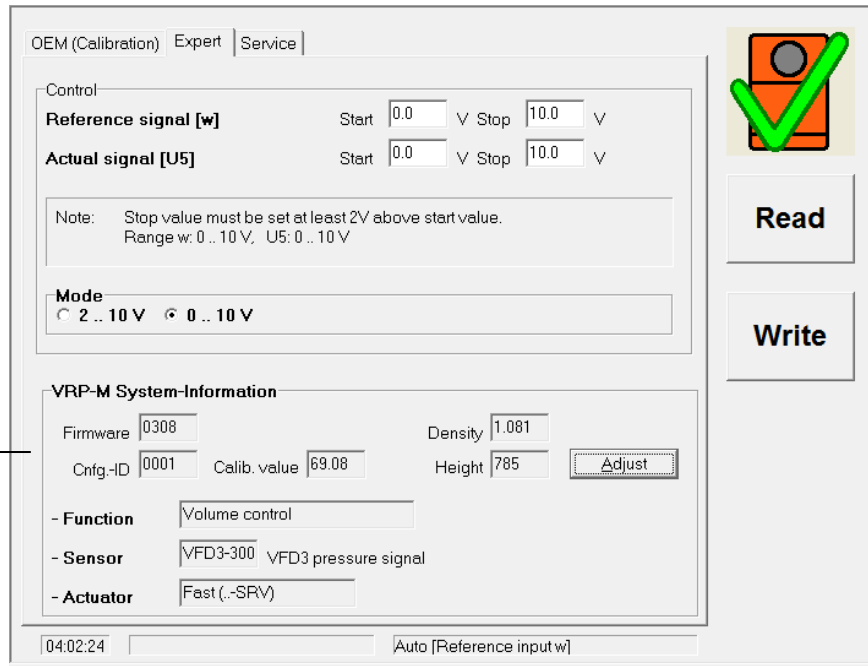 OEM (Calibration) Expert Service
Control
Reference signal [w] Start 0.0 V Stop 10.0 V
Actual signal [U5] Start 0.0 V Stop 10.0 V
Note: Stop value must be set at least 2V above start value.
Range w: 0 .. 10 V, U5: 0 .. 10 V
Mode
2 .. 10 V 0 .. 10 V
Read
Write
VRP-M System-Information
Firmware 0308 Density 1.081
Cnfg.-ID 0001 Calib. value 69.08 Height 785 Adjust
- Function Volume control
- Sensor VFD3-300 VFD3 pressure signal
- Actuator Fast (..-SRV)
04:02:24 Auto [Reference input w]